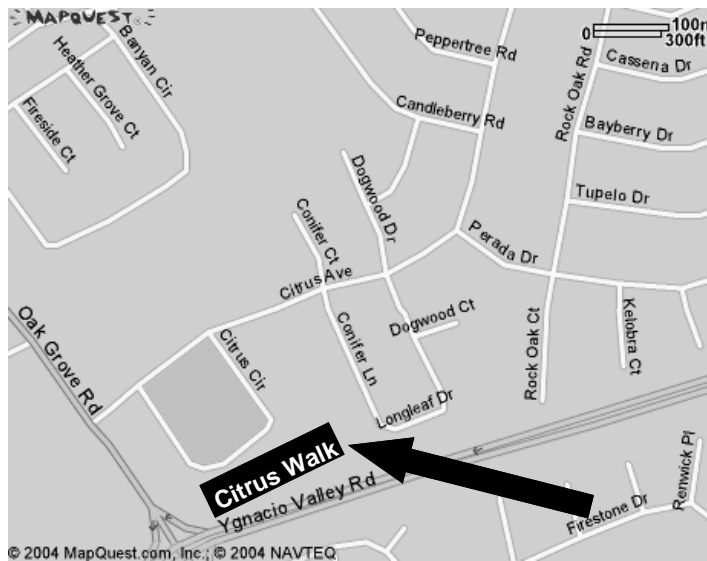 MAPQUEST
100m
0
300ft
Peppertree Rd
Cassena Dr
Banyan Cir
Heather Grove Ct
Fireside Ct
Candleberry Rd
Rock Oak Rd
Bayberry Dr
Dogwood Dr
Tupelo Dr
Conifer Ct
Perada Dr
Citrus Ave
Oak Grove Rd
Citrus Cir
Conifer Ln
Dogwood Ct
Rock Oak Ct
Kelobra Ct
Longleaf Dr
Citrus Walk
Ygnacio Valley Rd
Firestone Dr
Renwick Pl
© 2004 MapQuest.com, Inc.; © 2004 NAVTEQ